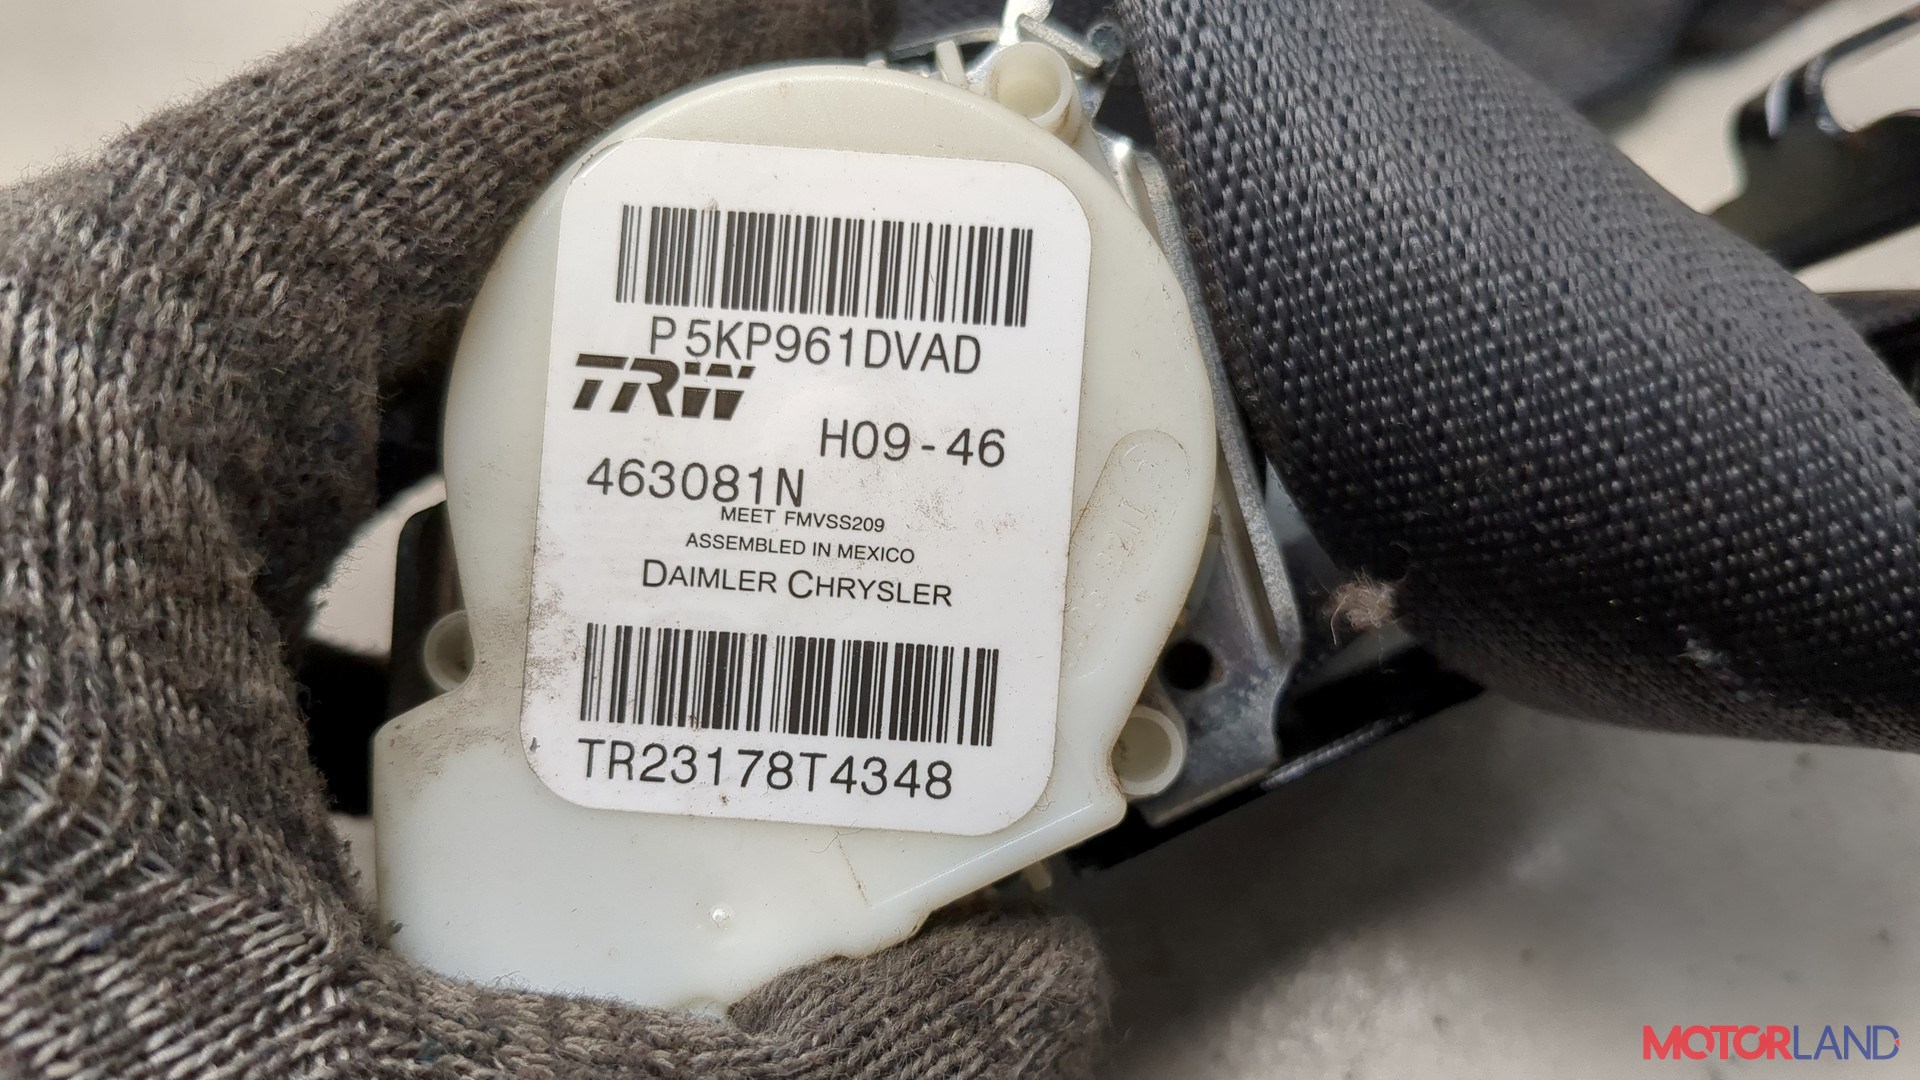 P 5KP961DVAD
TRW
H09-46
463081N
MEET FMVSS209
ASSEMBLED IN MEXICO
DAIMLER CHRYSLER
TR23178T4348
MOTORLAND